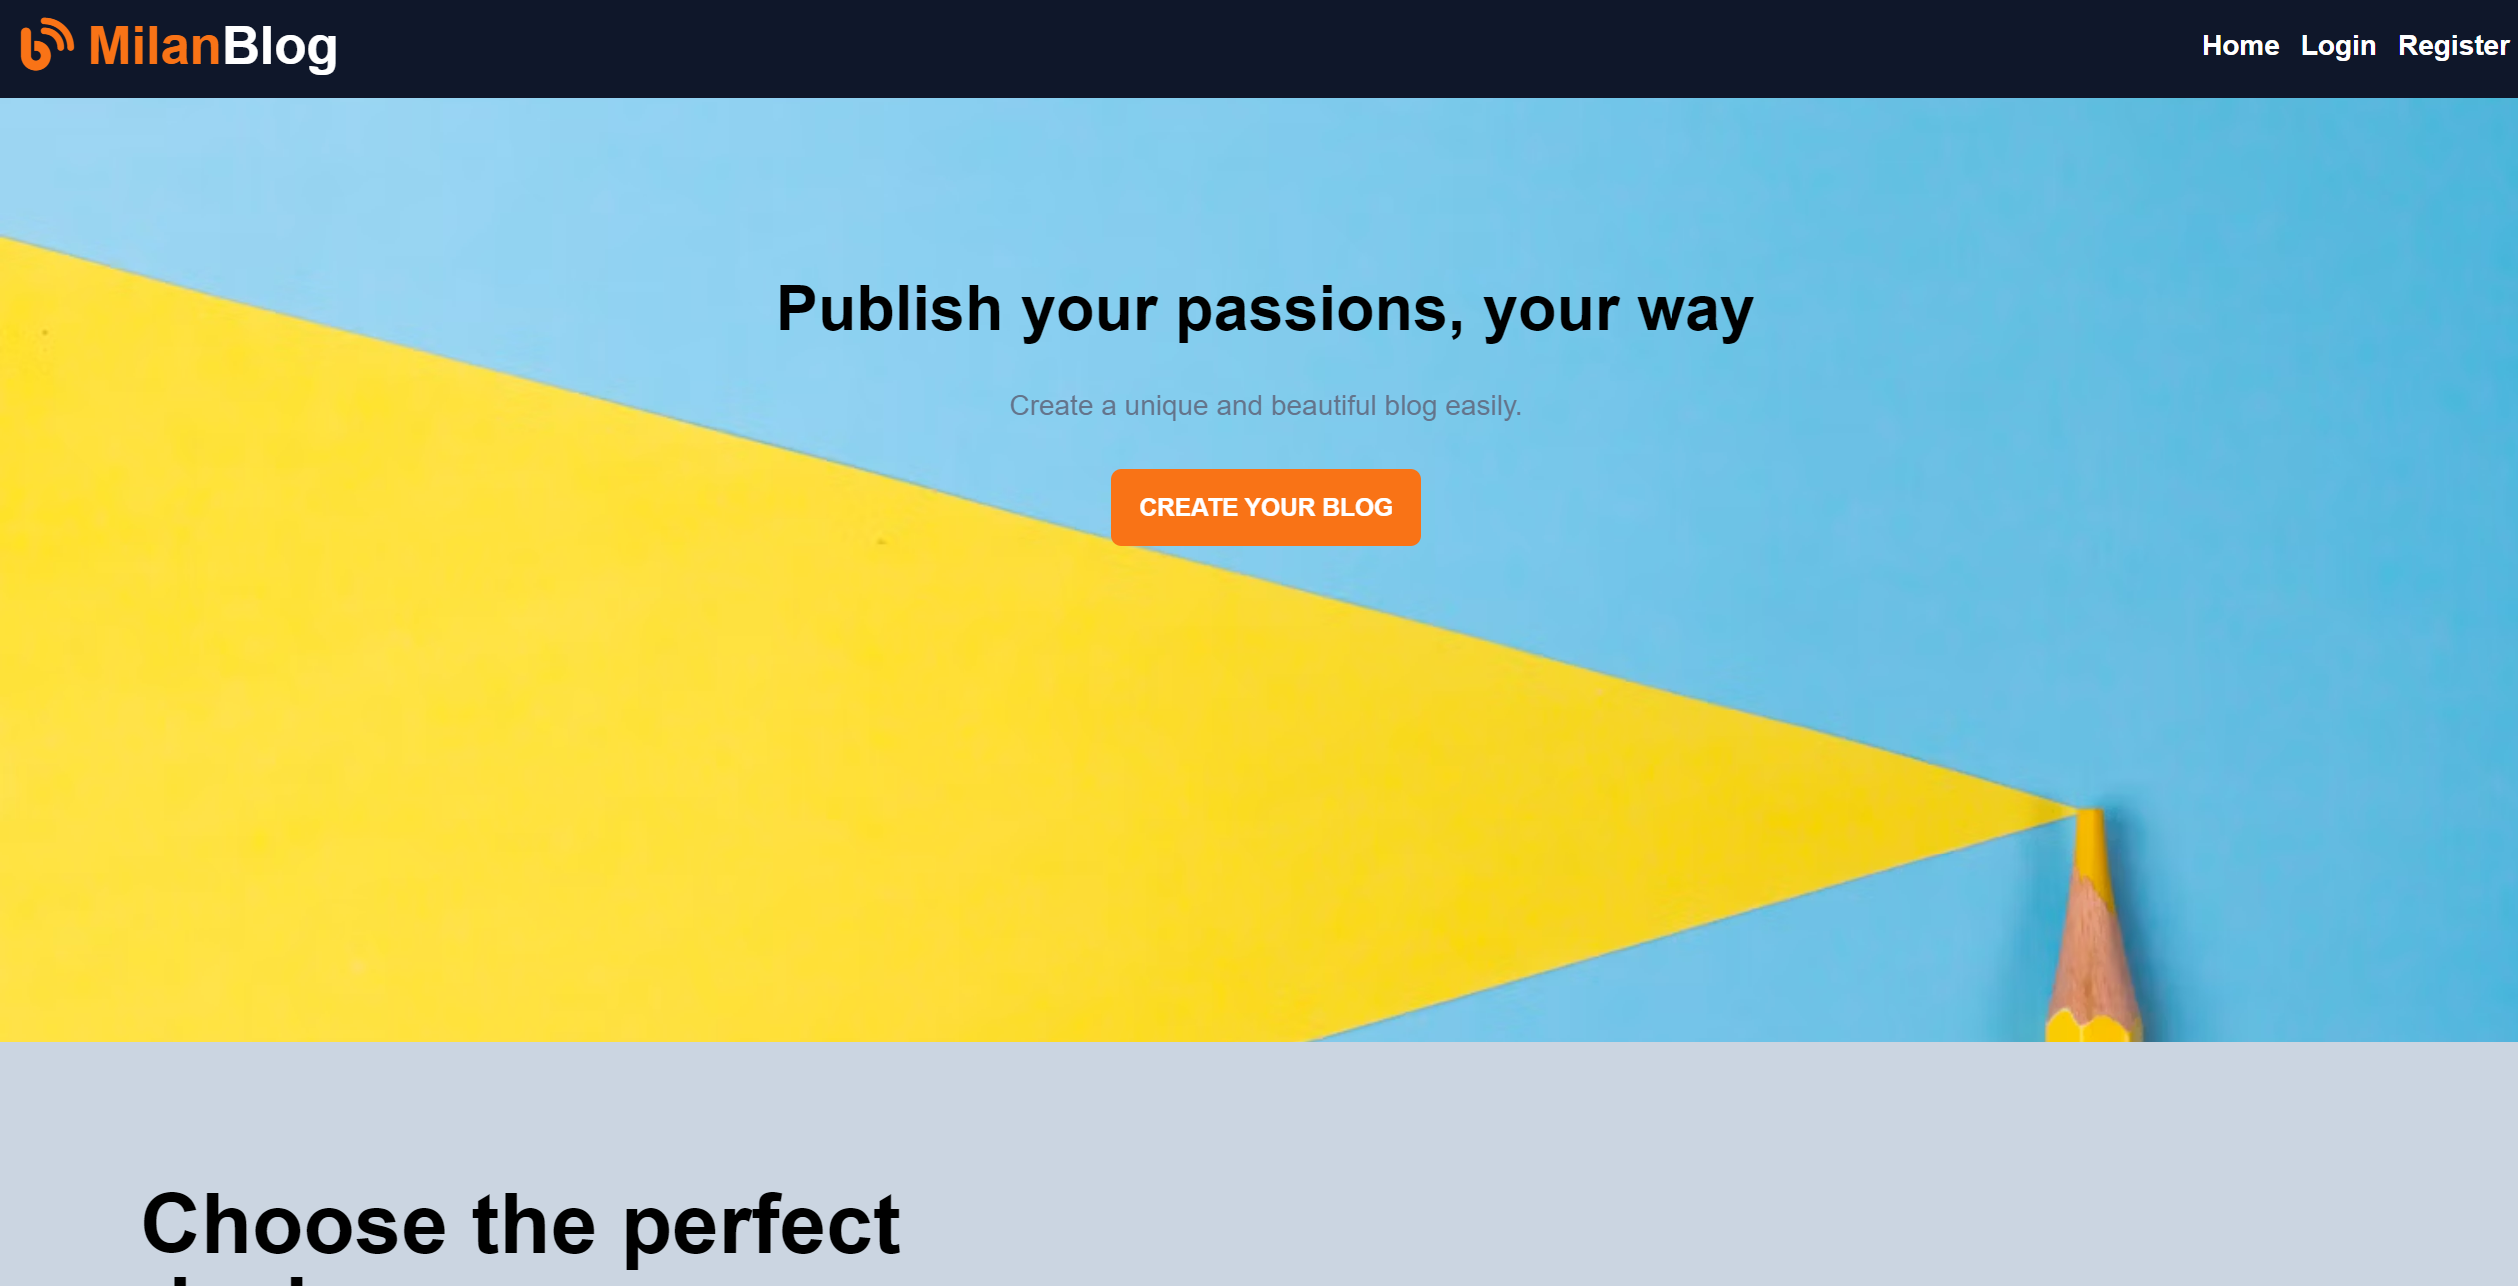 MilanBlog
Home Login Register
Publish your passions, your way
Create a unique and beautiful blog easily.
CREATE YOUR BLOG
Choose the perfect